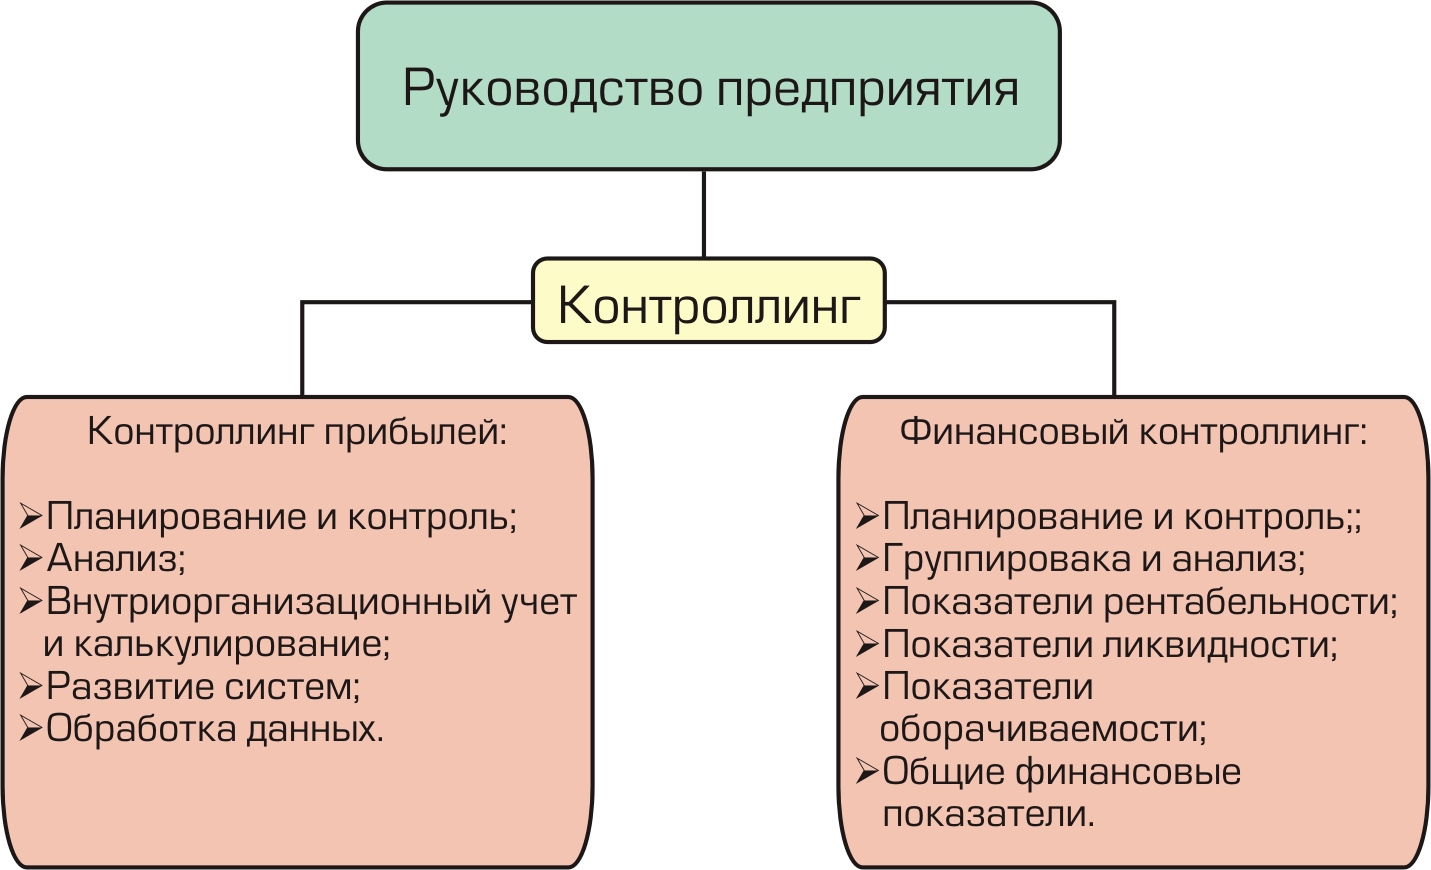 Руководство предприятия
Контроллинг
Контроллинг прибылей:
➢Планирование и контроль;
➢Анализ;
➢Внутриорганизационный учет
и калькулирование;
➢Развитие систем;
➢Обработка данных.
Финансовый контроллинг:
➢Планирование и контроль;;
➢Группировака и анализ;
➢Показатели рентабельности;
➢Показатели ликвидности;
➢Показатели
оборачиваемости;
➢Общие финансовые
показатели.